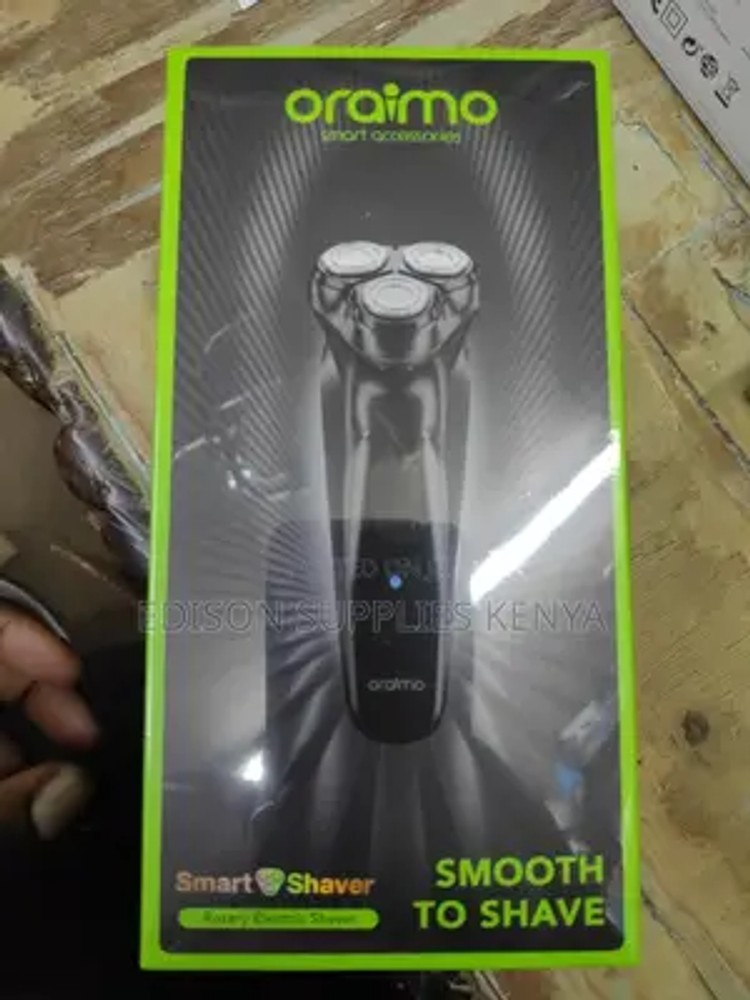 oraimo
smart accessories
EDISON SUPPLIES KENYA
oraimo
Smart Shaver
Rotary Electric Shaver
SMOOTH
TO SHAVE